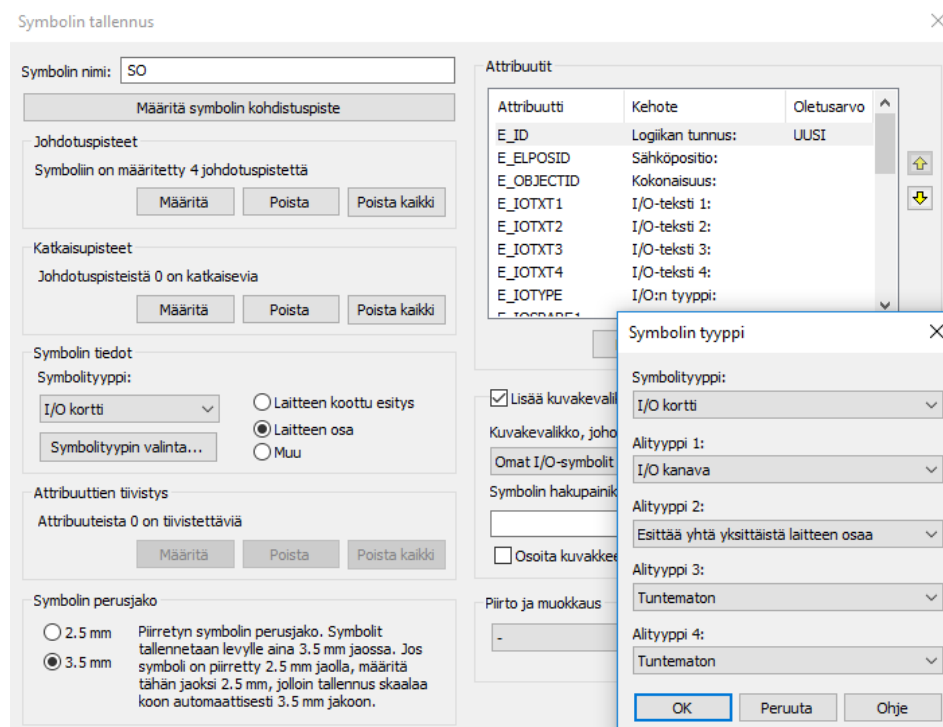 Symbolin tallennus
Symbolin nimi: SO
Määritä symbolin kohdistuspiste
Johdotuspisteet
Symboliin on määritetty 4 johdotuspistettä
Määritä Poista Poista kaikki
Katkaisupisteet
Johdotuspisteistä 0 on katkaisevia
Määritä Poista Poista kaikki
Symbolin tiedot
Symbolityyppi:
I/O kortti
Symbolityypin valinta...
Laitteen koottu esitys
Laitteen osa
Muu
Attribuuttien tiivistys
Attribuuteista 0 on tiivistettäviä
Määritä Poista Poista kaikki
Symbolin perusjako
2.5 mm
3.5 mm
Piirretyn symbolin perusjako. Symbolit
tallennetaan levylle aina 3.5 mm jaossa. Jos
symboli on piirretty 2.5 mm jaolla, määritä
tähän jaoksi 2.5 mm, jolloin tallennus skaalaa
koon automaattisesti 3.5 mm jakoon.
Attribuutit
Attribuutti Kehote Oletusarvo
E_ID Logiikan tunnus: UUSI
E_ELPOSID Sähköpositio:
E_OBJECTID Kokonaisuus:
E_IOTXT1 I/O-teksti 1:
E_IOTXT2 I/O-teksti 2:
E_IOTXT3 I/O-teksti 3:
E_IOTXT4 I/O-teksti 4:
E_IOTYPE I/O:n tyyppi:
Lisää kuvakevali
Kuvakevalikko, joho
Omat I/O-symbolit
Symbolin hakupainik
Osoita kuvakkee
Piirto ja muokkaus
-
Symbolin tyyppi
Symbolityyppi:
I/O kortti
Alityyppi 1:
I/O kanava
Alityyppi 2:
Esittää yhtä yksittäistä laitteen osaa
Alityyppi 3:
Tuntematon
Alityyppi 4:
Tuntematon
OK Peruuta Ohje